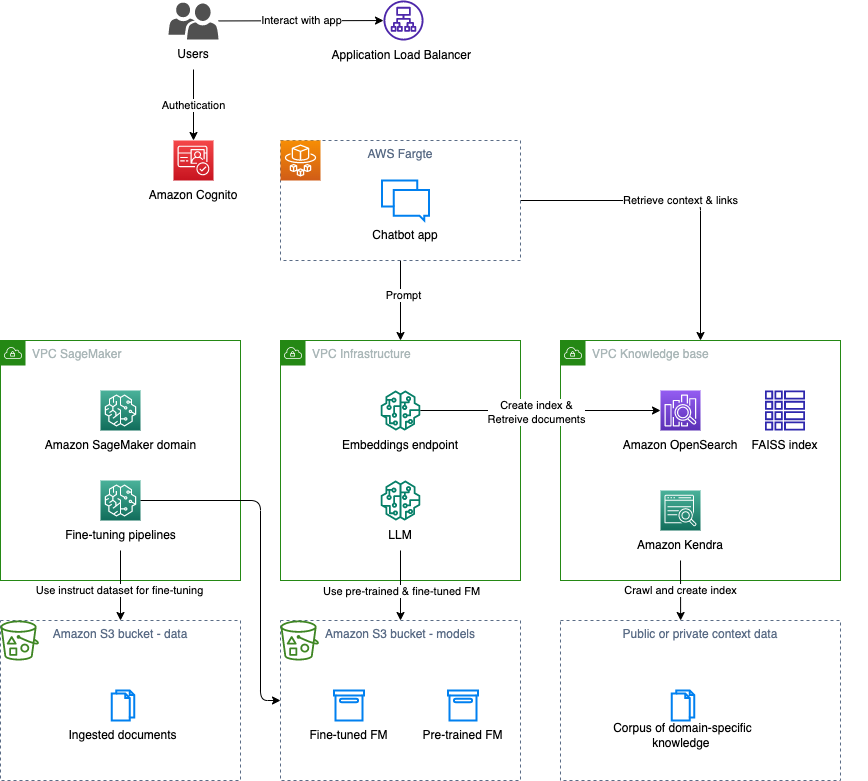 Interact with app
Users
Application Load Balancer
Authetication
Amazon Cognito
AWS Fargte
Chatbot app
Retrieve context & links
Prompt
VPC SageMaker
VPC Infrastructure
VPC Knowledge base
Amazon SageMaker domain
Embeddings endpoint
Create index &
Retreive documents
Amazon OpenSearch
FAISS index
Fine-tuning pipelines
LLM
Amazon Kendra
Use instruct dataset for fine-tuning
Use pre-trained & fine-tuned FM
Crawl and create index
Amazon S3 bucket - data
Amazon S3 bucket - models
Public or private context data
Ingested documents
Fine-tuned FM
Pre-trained FM
Corpus of domain-specific
knowledge